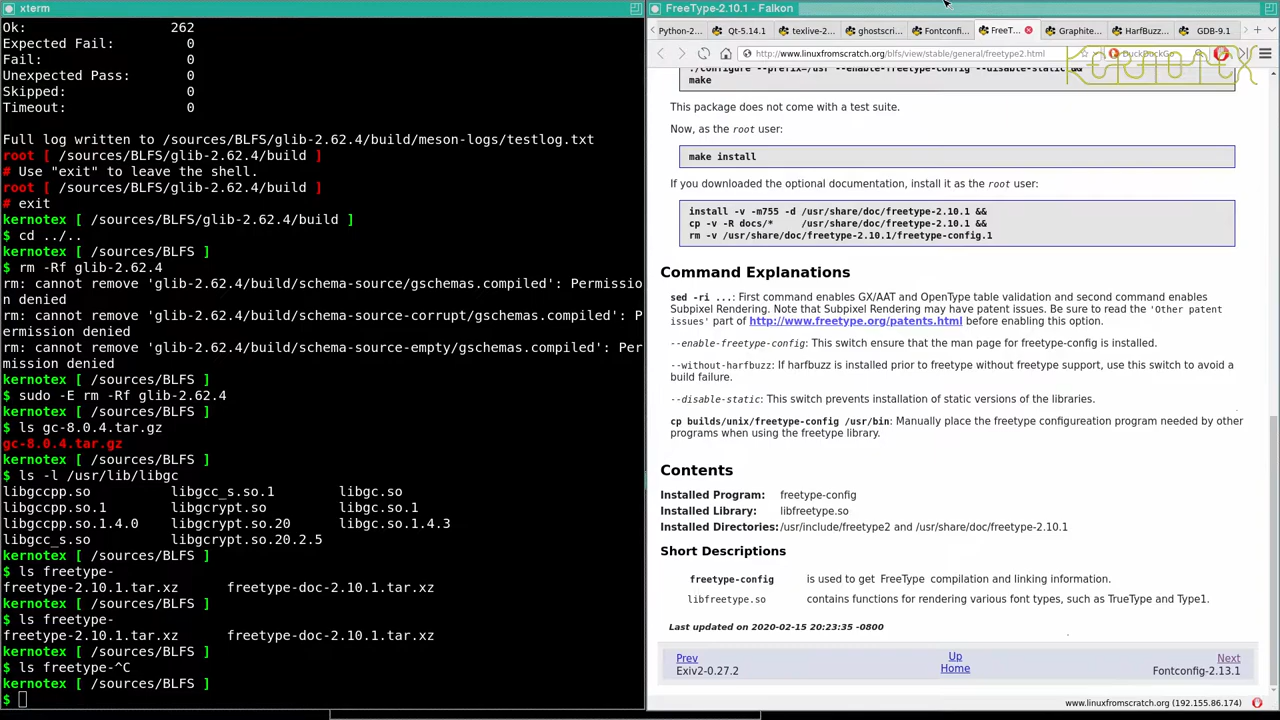 xterm
Ok:                    262
Expected Fail:          0
Fail:                   0
Unexpected Pass:        0
Skipped:                0
Timeout:                0
Full log written to /sources/BLFS/glib-2.62.4/build/meson-logs/testlog.txt
root [ /sources/BLFS/glib-2.62.4/build ]
# Use "exit" to leave the shell.
root [ /sources/BLFS/glib-2.62.4/build ]
# exit
kernotex [ /sources/BLFS/glib-2.62.4/build ]
$ cd ../..
kernotex [ /sources/BLFS ]
$ rm -Rf glib-2.62.4
rm: cannot remove 'glib-2.62.4/build/schema-source/gschemas.compiled': Permissio
n denied
rm: cannot remove 'glib-2.62.4/build/schema-source-corrupt/gschemas.compiled': P
ermission denied
rm: cannot remove 'glib-2.62.4/build/schema-source-empty/gschemas.compiled': Per
mission denied
kernotex [ /sources/BLFS ]
$ sudo -E rm -Rf glib-2.62.4
kernotex [ /sources/BLFS ]
$ ls gc-8.0.4.tar.gz
gc-8.0.4.tar.gz
kernotex [ /sources/BLFS ]
$ ls -l /usr/lib/libgc
libgccpp.so          libgcc_s.so.1        libgc.so
libgccpp.so.1        libgcrypt.so         libgc.so.1
libgccpp.so.1.4.0    libgcrypt.so.20      libgc.so.1.4.3
libgcc_s.so          libgcrypt.so.20.2.5
kernotex [ /sources/BLFS ]
$ ls freetype-
freetype-2.10.1.tar.xz      freetype-doc-2.10.1.tar.xz
kernotex [ /sources/BLFS ]
$ ls freetype-
freetype-2.10.1.tar.xz      freetype-doc-2.10.1.tar.xz
kernotex [ /sources/BLFS ]
$ ls freetype-^C
kernotex [ /sources/BLFS ]
$
FreeType-2.10.1 - Falkon
Python-2... Qt-5.14.1 texlive-2... ghostscri... Fontconfi... FreeT... Graphite... HarfBuzz... GDB-9.1
http://www.linuxfromscratch.org/blfs/view/stable/general/freetype2.html DuckDuckGo
KERNOTEX
./configure --prefix=/usr --enable-freetype-config --disable-static &&
make
This package does not come with a test suite.
Now, as the root user:
make install
If you downloaded the optional documentation, install it as the root user:
install -v -m755 -d /usr/share/doc/freetype-2.10.1 &&
cp -v -R docs/*     /usr/share/doc/freetype-2.10.1 &&
rm -v /usr/share/doc/freetype-2.10.1/freetype-config.1
Command Explanations
sed -ri ...: First command enables GX/AAT and OpenType table validation and second command enables
Subpixel Rendering. Note that Subpixel Rendering may have patent issues. Be sure to read the 'Other patent
issues' part of http://www.freetype.org/patents.html before enabling this option.
--enable-freetype-config: This switch ensure that the man page for freetype-config is installed.
--without-harfbuzz: If harfbuzz is installed prior to freetype without freetype support, use this switch to avoid a
build failure.
--disable-static: This switch prevents installation of static versions of the libraries.
cp builds/unix/freetype-config /usr/bin: Manually place the freetype configureation program needed by other
programs when using the freetype library.
Contents
Installed Program: freetype-config
Installed Library: libfreetype.so
Installed Directories: /usr/include/freetype2 and /usr/share/doc/freetype-2.10.1
Short Descriptions
freetype-config is used to get FreeType compilation and linking information.
libfreetype.so contains functions for rendering various font types, such as TrueType and Type1.
Last updated on 2020-02-15 20:23:35 -0800
Prev Up Next
Exiv2-0.27.2 Home Fontconfig-2.13.1
www.linuxfromscratch.org (192.155.86.174)